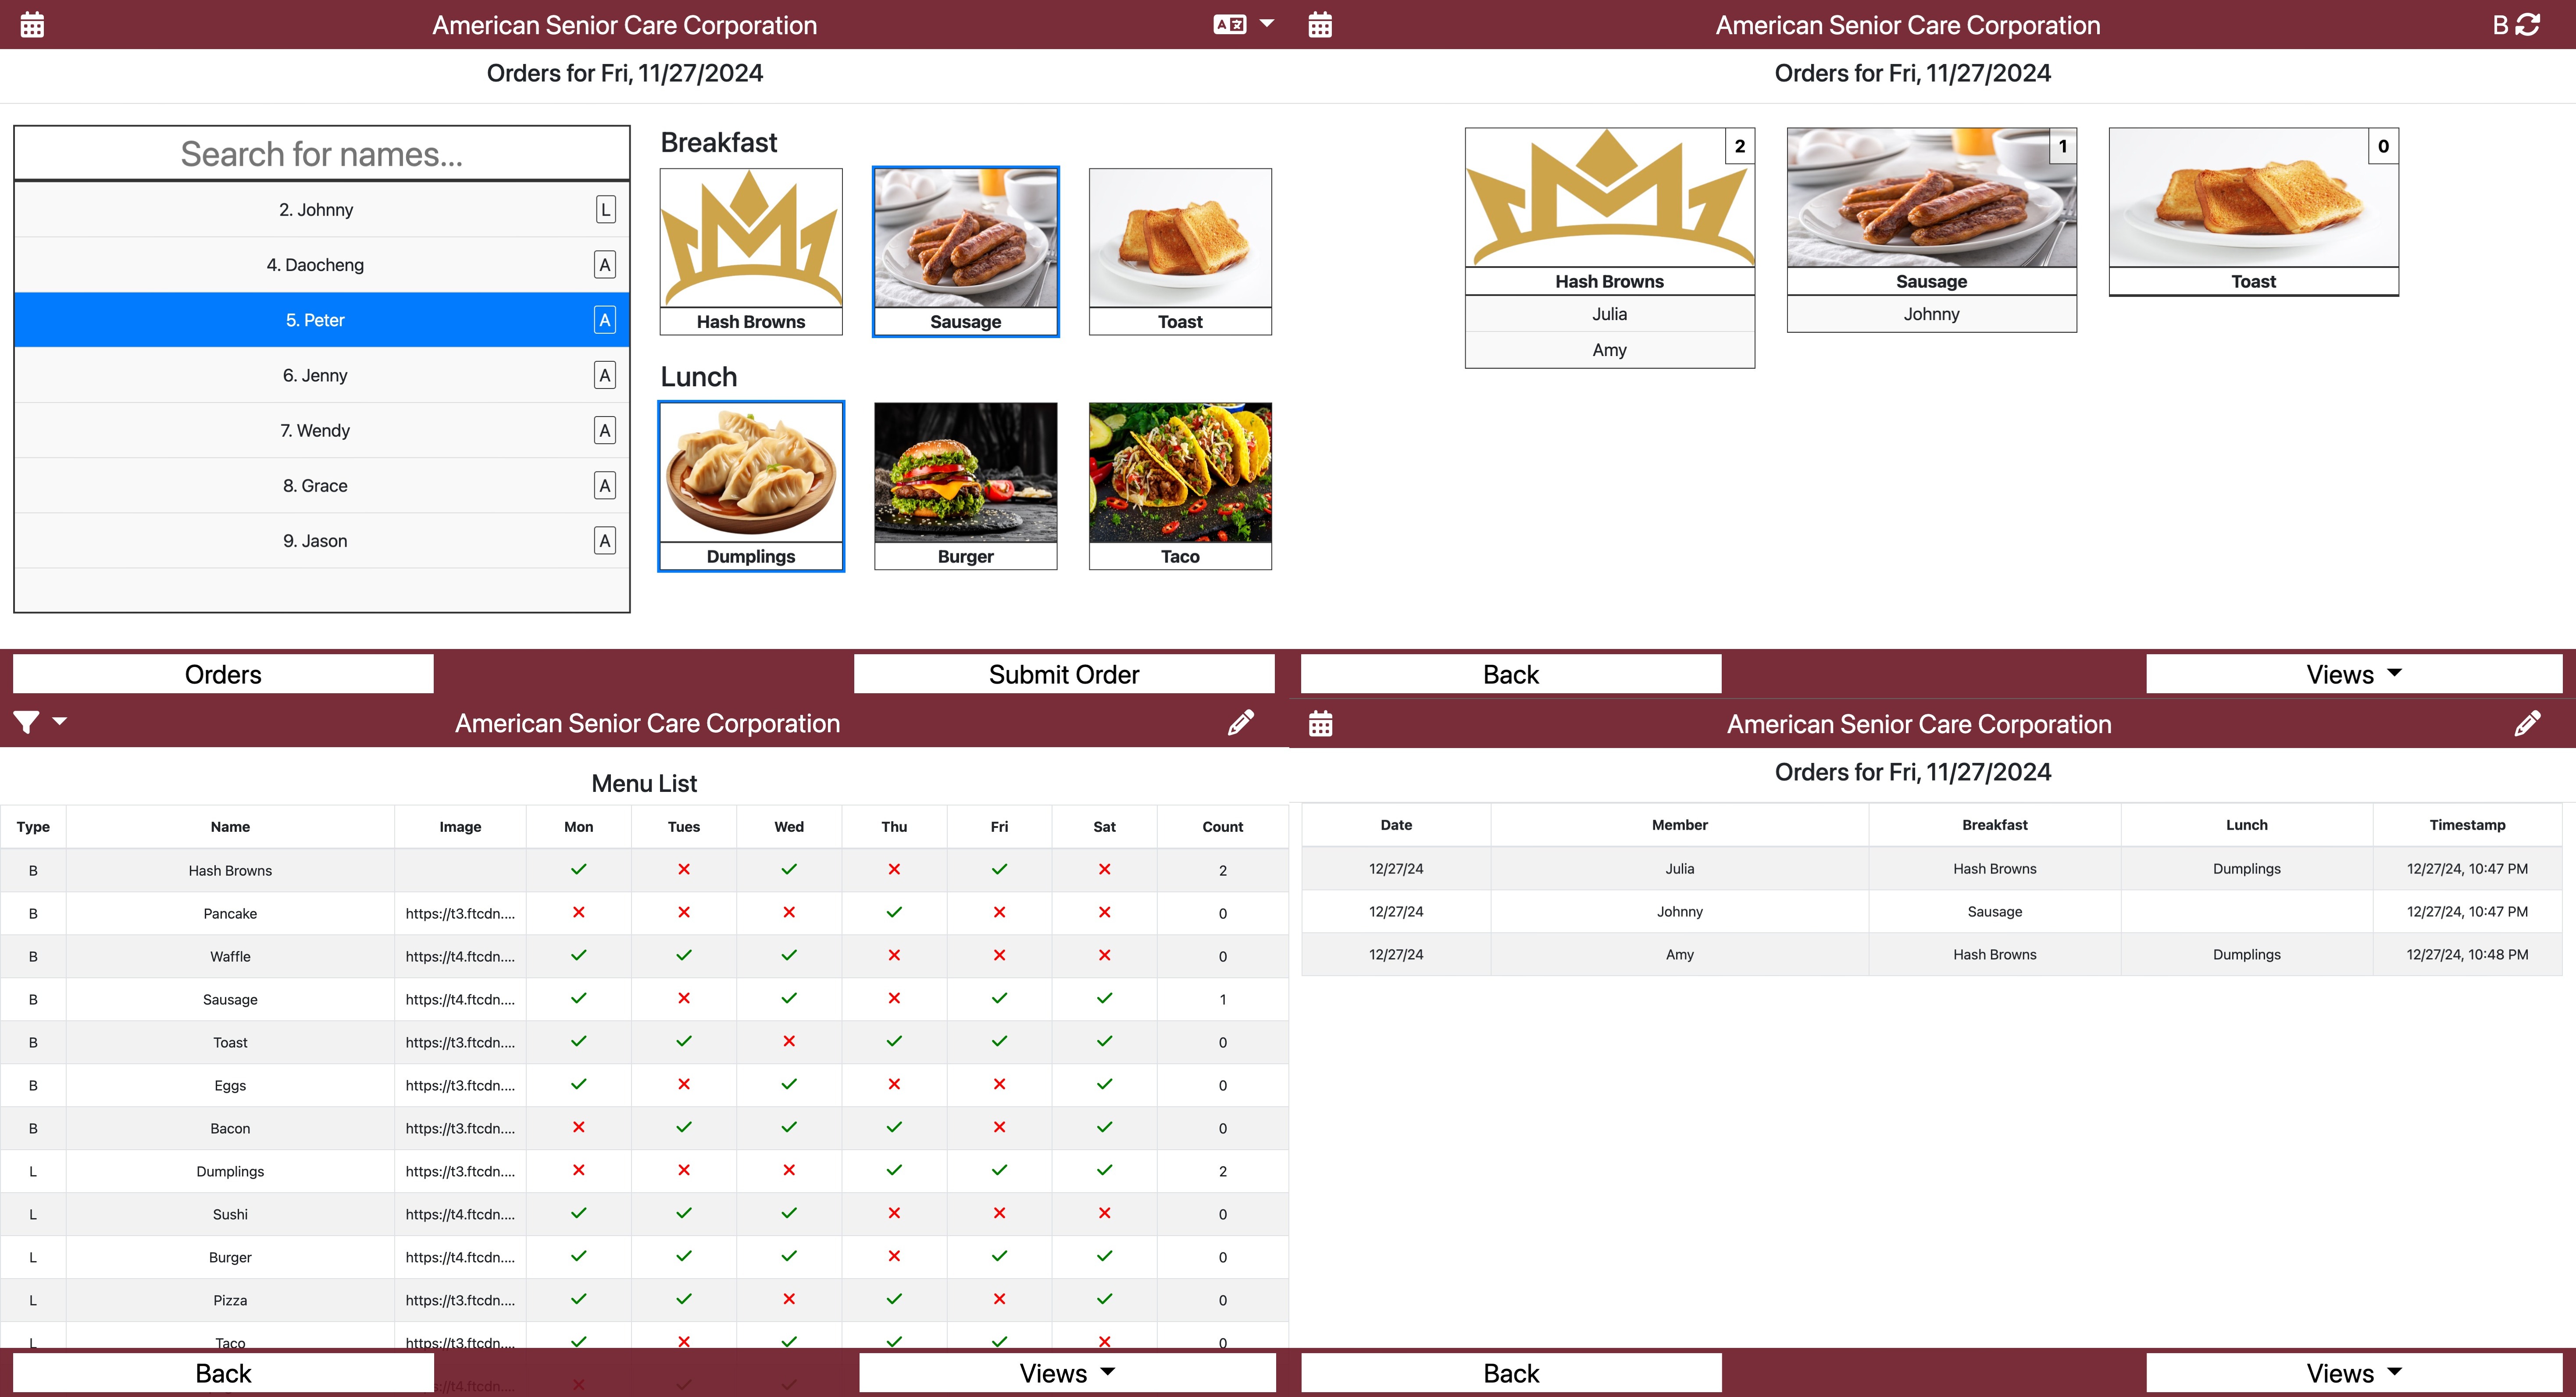 American Senior Care Corporation
Orders for Fri, 11/27/2024
Search for names...
2. Johnny L
4. Daocheng A
5. Peter A
6. Jenny A
7. Wendy A
8. Grace A
9. Jason A
Breakfast
Hash Browns Sausage Toast
Lunch
Dumplings Burger Taco
Orders Submit Order
American Senior Care Corporation B
Orders for Fri, 11/27/2024
2 1 0
Hash Browns Sausage Toast
Julia Johnny
Amy
Back Views
American Senior Care Corporation
Menu List
Type Name Image Mon Tues Wed Thu Fri Sat Count
B Hash Browns 2
B Pancake https://t3.ftcdn.... 0
B Waffle https://t4.ftcdn.... 0
B Sausage https://t4.ftcdn.... 1
B Toast https://t3.ftcdn.... 0
B Eggs https://t3.ftcdn.... 0
B Bacon https://t3.ftcdn.... 0
L Dumplings https://t3.ftcdn.... 2
L Sushi https://t4.ftcdn.... 0
L Burger https://t4.ftcdn.... 0
L Pizza https://t3.ftcdn.... 0
L Taco https://t3.ftcdn.... 0
Back Views
American Senior Care Corporation
Orders for Fri, 11/27/2024
Date Member Breakfast Lunch Timestamp
12/27/24 Julia Hash Browns Dumplings 12/27/24, 10:47 PM
12/27/24 Johnny Sausage 12/27/24, 10:47 PM
12/27/24 Amy Hash Browns Dumplings 12/27/24, 10:48 PM
Back Views